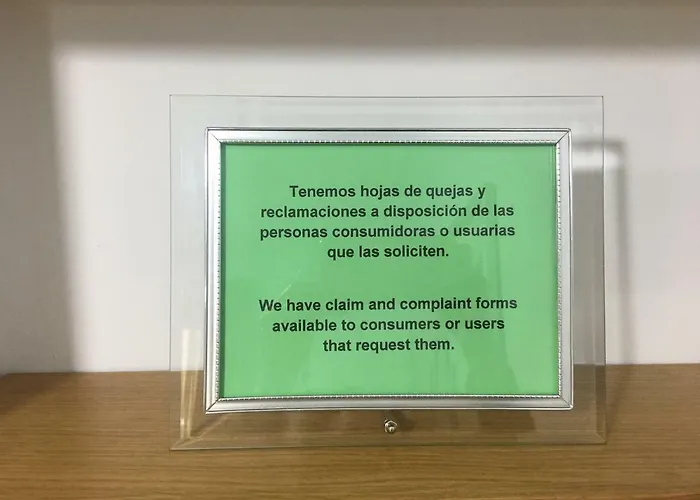 Tenemos hojas de quejas y
reclamaciones a disposición de las
personas consumidoras o usuarias
que las soliciten.
We have claim and complaint forms
available to consumers or users
that request them.